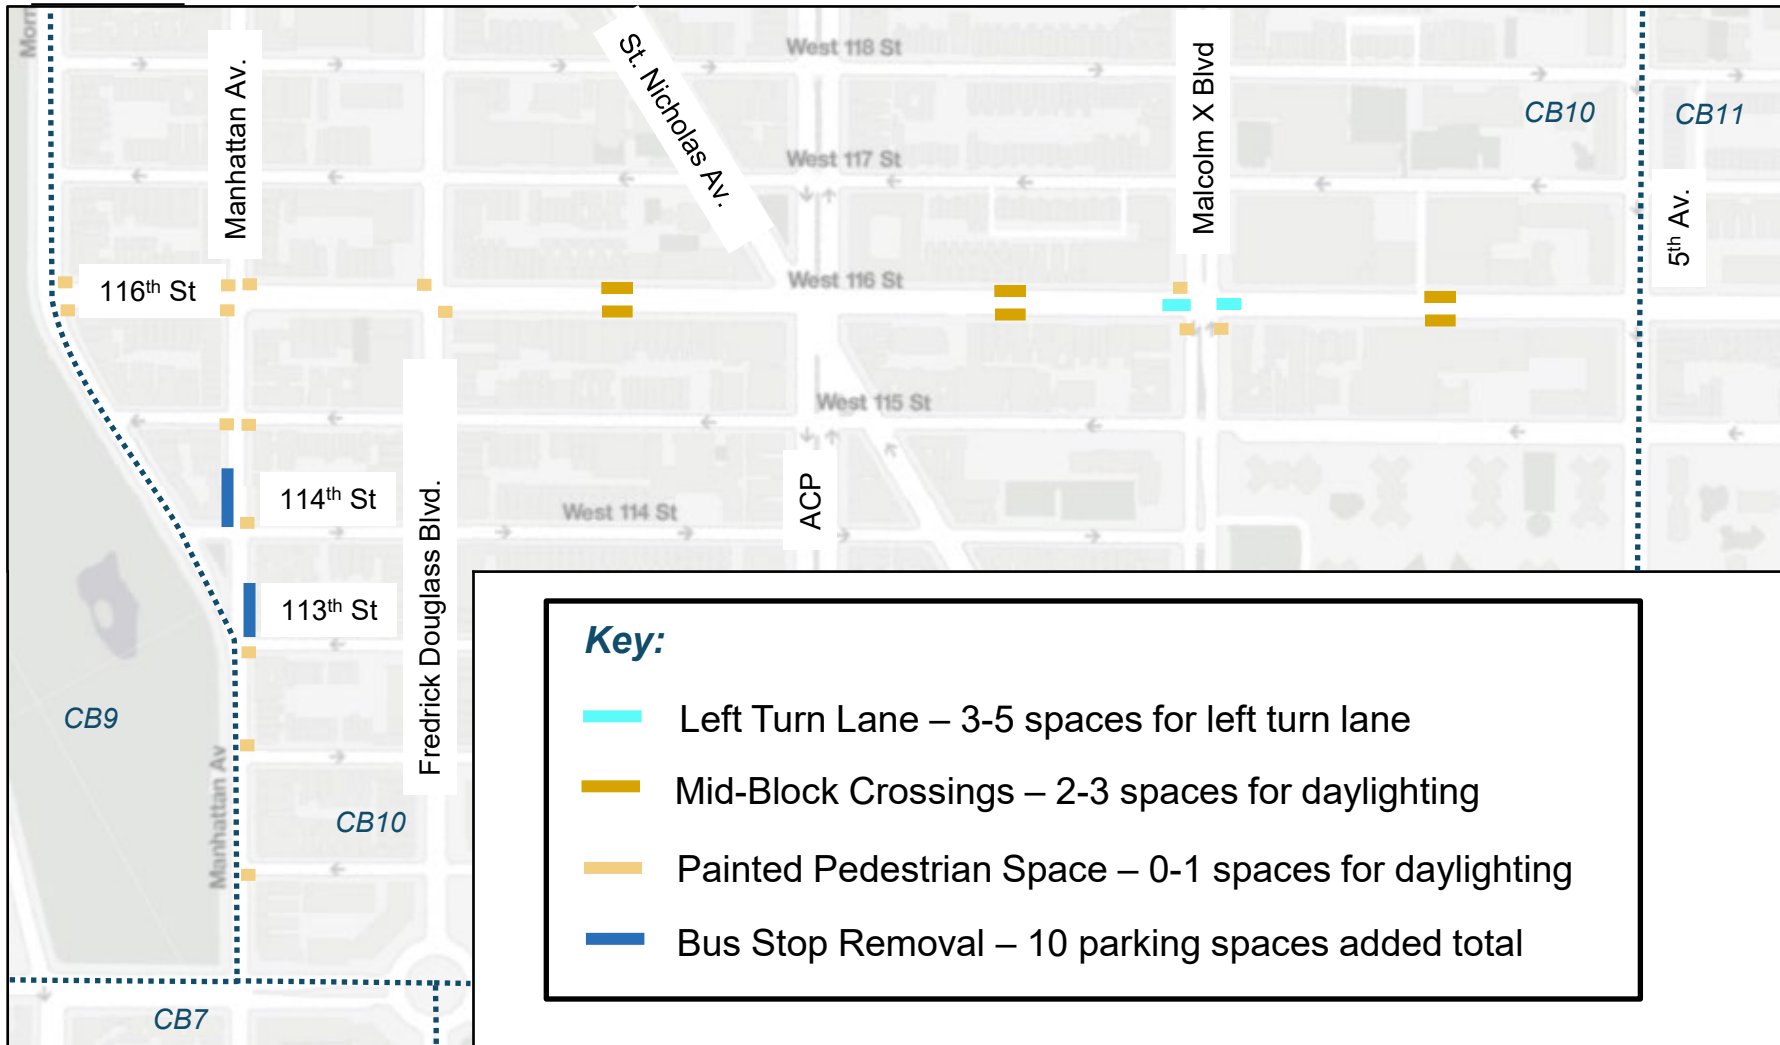 Morn
Manhattan Av.
St. Nicholas Av.
West 118 St
Malcolm X Blvd
CB10
CB11
West 117 St
5th Av.
116th St
West 116 St
West 115 St
114th St
West 114 St
ACP
Fredrick Douglass Blvd.
113th St
CB9
Manhattan Av
CB10
CB7
Key:
Left Turn Lane – 3-5 spaces for left turn lane
Mid-Block Crossings – 2-3 spaces for daylighting
Painted Pedestrian Space – 0-1 spaces for daylighting
Bus Stop Removal – 10 parking spaces added total